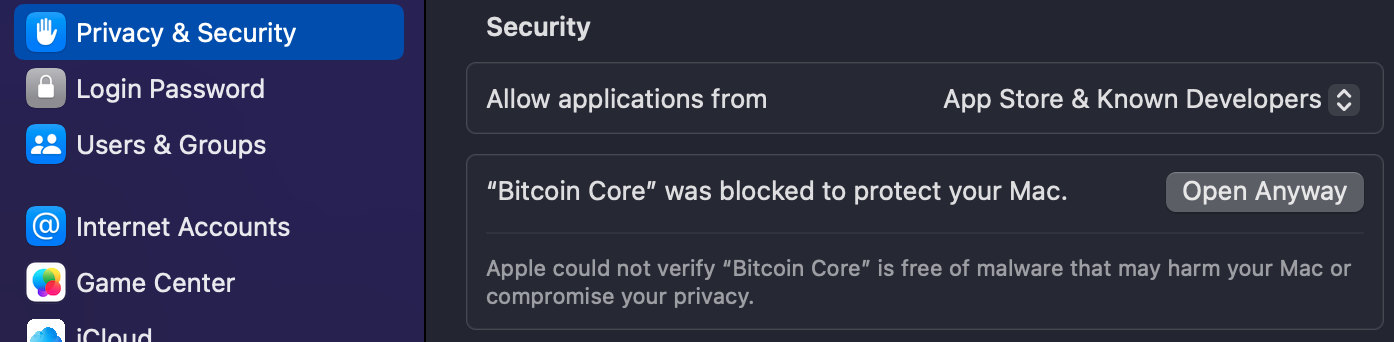 Privacy & Security
Login Password
Users & Groups
@ Internet Accounts
Game Center
iCloud
Security
Allow applications from App Store & Known Developers
“Bitcoin Core” was blocked to protect your Mac. Open Anyway
Apple could not verify “Bitcoin Core” is free of malware that may harm your Mac or
compromise your privacy.